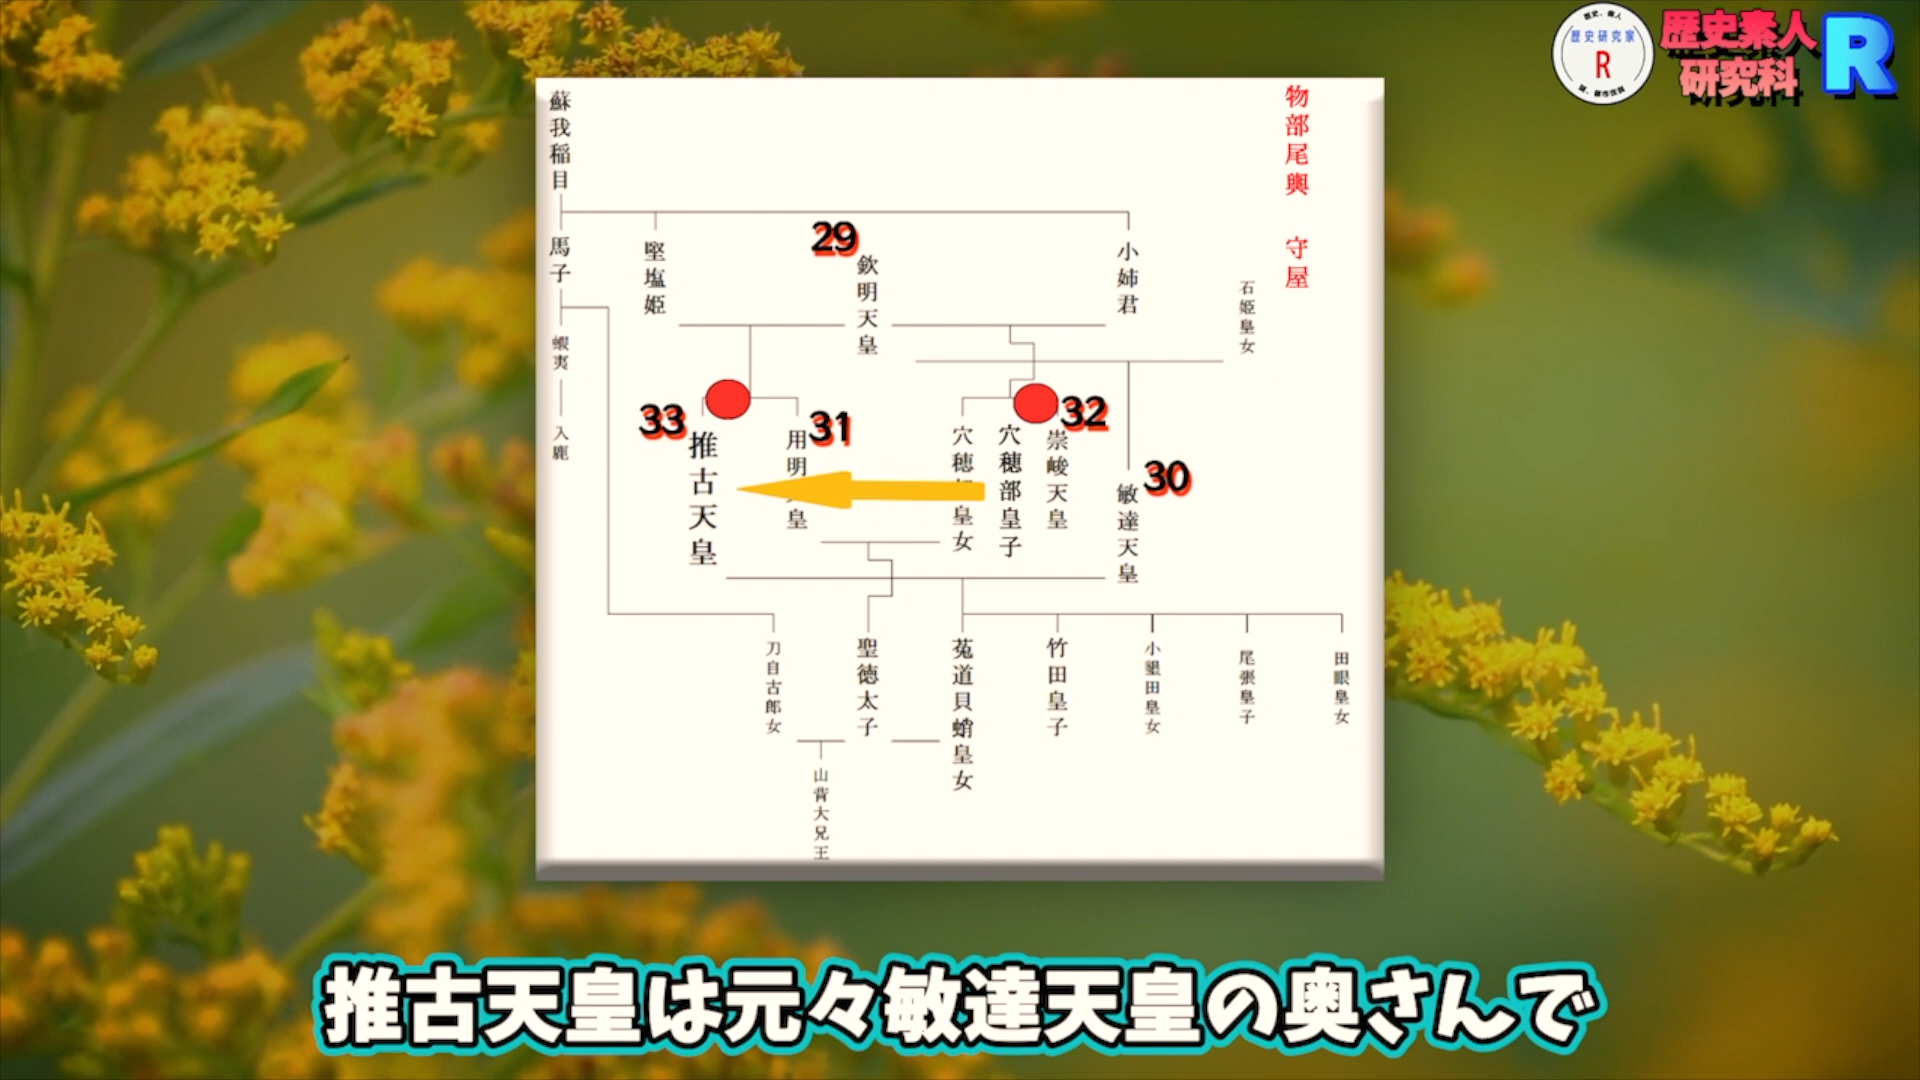 歴史素人
研究科
R
歴史研究家
R
物部尾輿 守屋
蘇我稲目
馬子
蝦夷
入鹿
堅塩姫
29
欽明天皇
小姉君
石姫皇女
33
推古天皇
31
用明 皇
穴穂 皇女
穴穂部皇子
32
崇峻天皇
30
敏達天皇
刀自古郎女
聖徳太子
菟道貝蛸皇女
竹田皇子
小墾田皇女
尾張皇子
田眼皇女
山背大兄王
推古天皇は元々敏達天皇の奥さんで